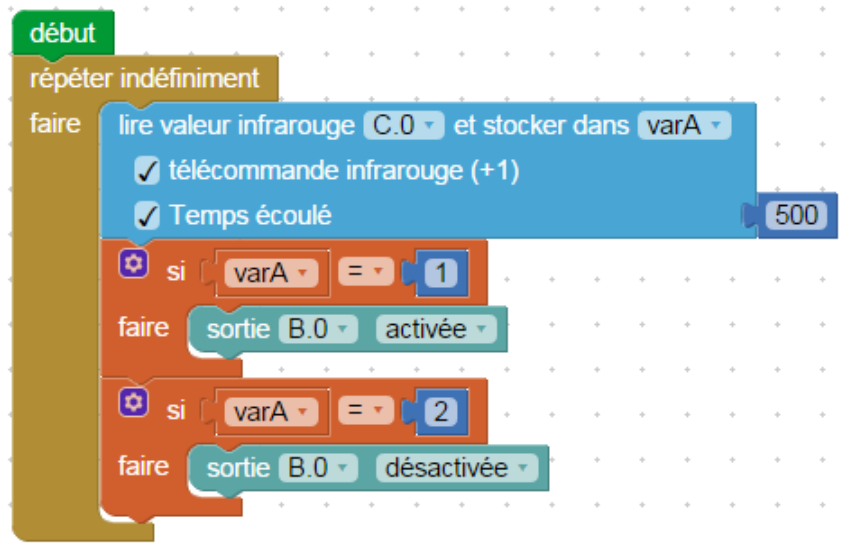 début
répéter indéfiniment
faire lire valeur infrarouge C.0 et stocker dans varA
télécommande infrarouge (+1)
Temps écoulé 500
si varA = 1
faire sortie B.0 activée
si varA = 2
faire sortie B.0 désactivée